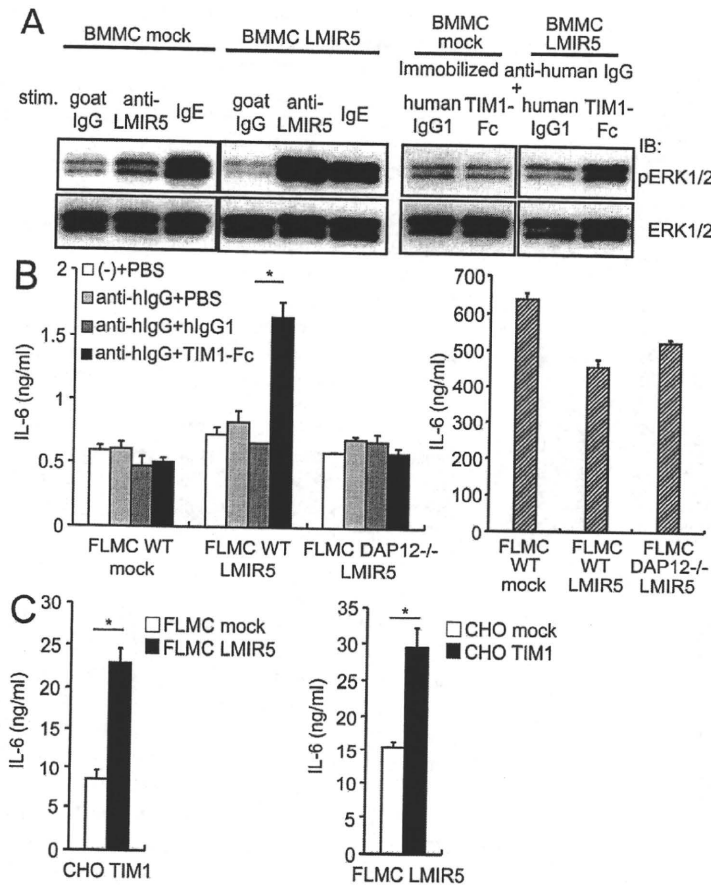 A
BMMC mock
BMMC LMIR5
BMMC mock
BMMC LMIR5
Immobilized anti-human IgG
+
stim.
goat IgG
anti-LMIR5
IgE
goat IgG
anti-LMIR5
IgE
human IgG1
TIM1-Fc
human IgG1
TIM1-Fc
IB:
pERK1/2
ERK1/2
B
2
1.5
1
0.5
0
IL-6 (ng/ml)
(-)+PBS
anti-hIgG+PBS
anti-hIgG+hIgG1
anti-hIgG+TIM1-Fc
*
FLMC WT mock
FLMC WT LMIR5
FLMC DAP12-/- LMIR5
700
600
500
400
300
200
100
0
IL-6 (ng/ml)
FLMC WT mock
FLMC WT LMIR5
FLMC DAP12-/- LMIR5
C
30
25
20
15
10
5
0
IL-6 (ng/ml)
*
FLMC mock
FLMC LMIR5
CHO TIM1
35
30
25
20
15
10
5
0
IL-6 (ng/ml)
*
CHO mock
CHO TIM1
FLMC LMIR5